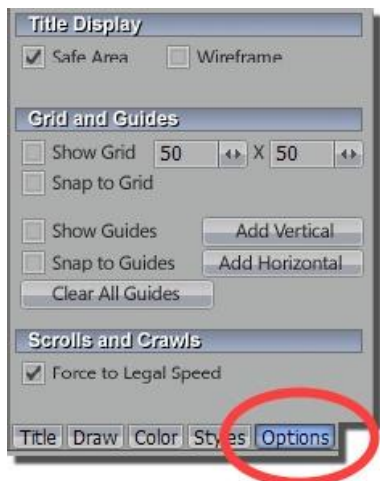 Title Display
Safe Area Wireframe
Grid and Guides
Show Grid 50 X 50
Snap to Grid
Show Guides Add Vertical
Snap to Guides Add Horizontal
Clear All Guides
Scrolls and Crawls
Force to Legal Speed
Title Draw Color Styles Options